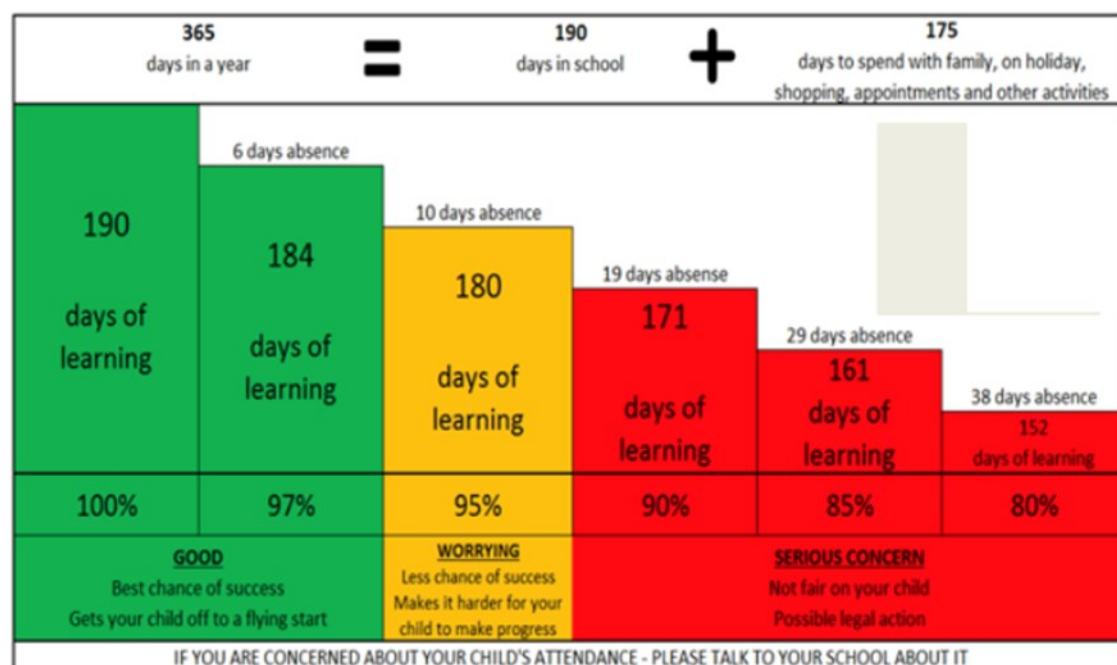 365
days in a year
=
190
days in school
+
175
days to spend with family, on holiday,
shopping, appointments and other activities
190
days of
learning
6 days absence
184
days of
learning
10 days absence
180
days of
learning
19 days absense
171
days of
learning
29 days absence
161
days of
learning
38 days absence
152
days of learning
100%
97%
95%
90%
85%
80%
GOOD
Best chance of success
Gets your child off to a flying start
WORRYING
Less chance of success
Makes it harder for your
child to make progress
SERIOUS CONCERN
Not fair on your child
Possible legal action
IF YOU ARE CONCERNED ABOUT YOUR CHILD'S ATTENDANCE - PLEASE TALK TO YOUR SCHOOL ABOUT IT